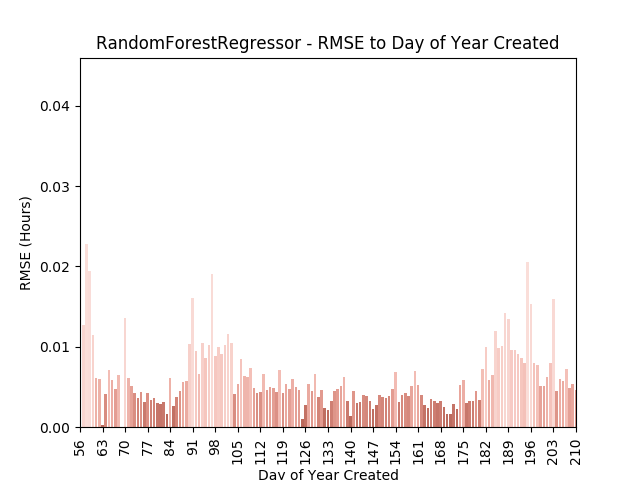 RandomForestRegressor - RMSE to Day of Year Created
0.04
0.03
0.02
0.01
0.00
RMSE (Hours)
56 63 70 77 84 91 98 105 112 119 126 133 140 147 154 161 168 175 182 189 196 203 210
Day of Year Created